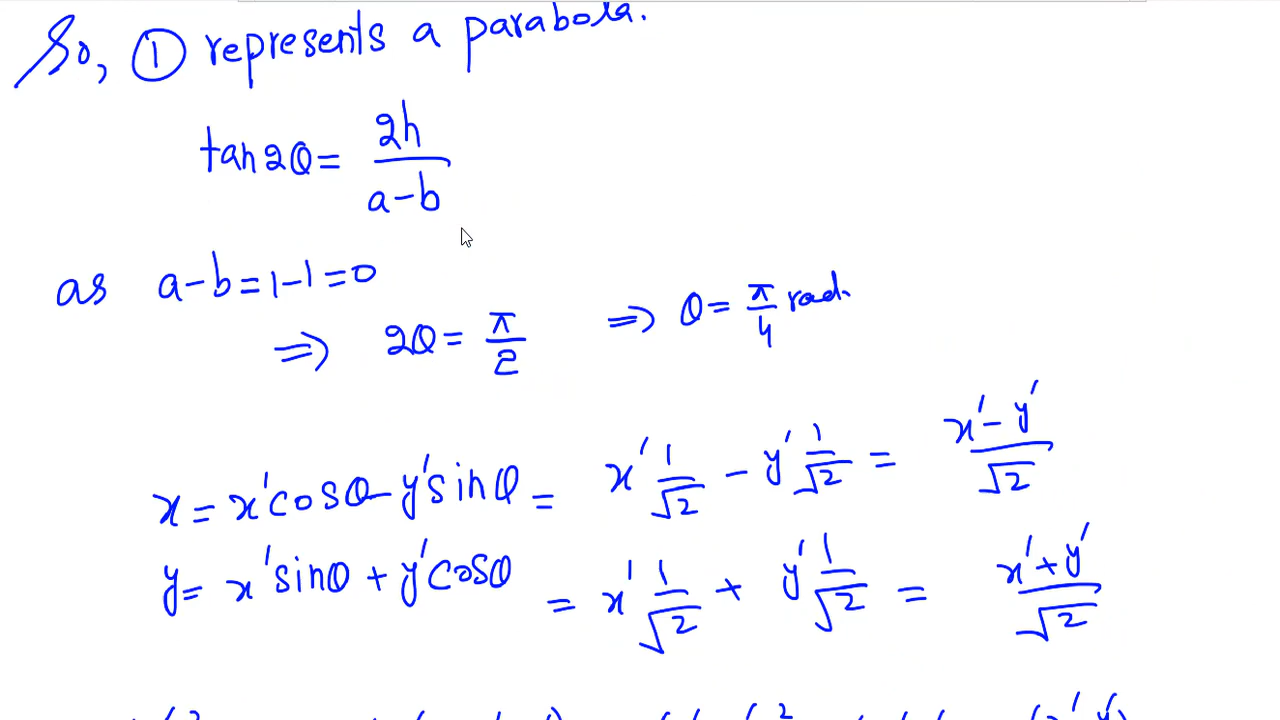 So, ① represents a parabola.
tan2θ = 2h/(a-b)
as a-b=1-1=0
⇒ 2θ = π/2 ⇒ θ = π/4 rad.
x = x'cosθ - y'sinθ = x' 1/√2 - y' 1/√2 = (x'-y')/√2
y = x'sinθ + y'cosθ = x' 1/√2 + y' 1/√2 = (x'+y')/√2